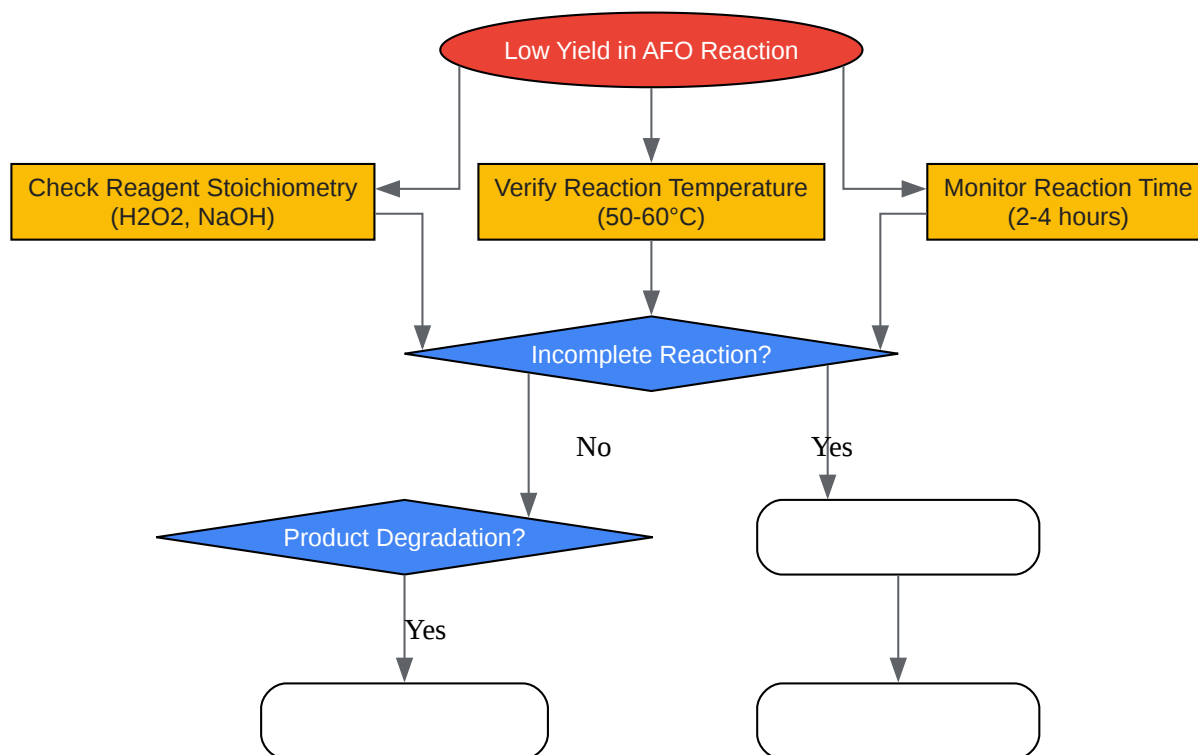 Low Yield in AFO Reaction
Check Reagent Stoichiometry
(H2O2, NaOH)
Verify Reaction Temperature
(50-60°C)
Monitor Reaction Time
(2-4 hours)
Incomplete Reaction?
No
Yes
Product Degradation?
Yes